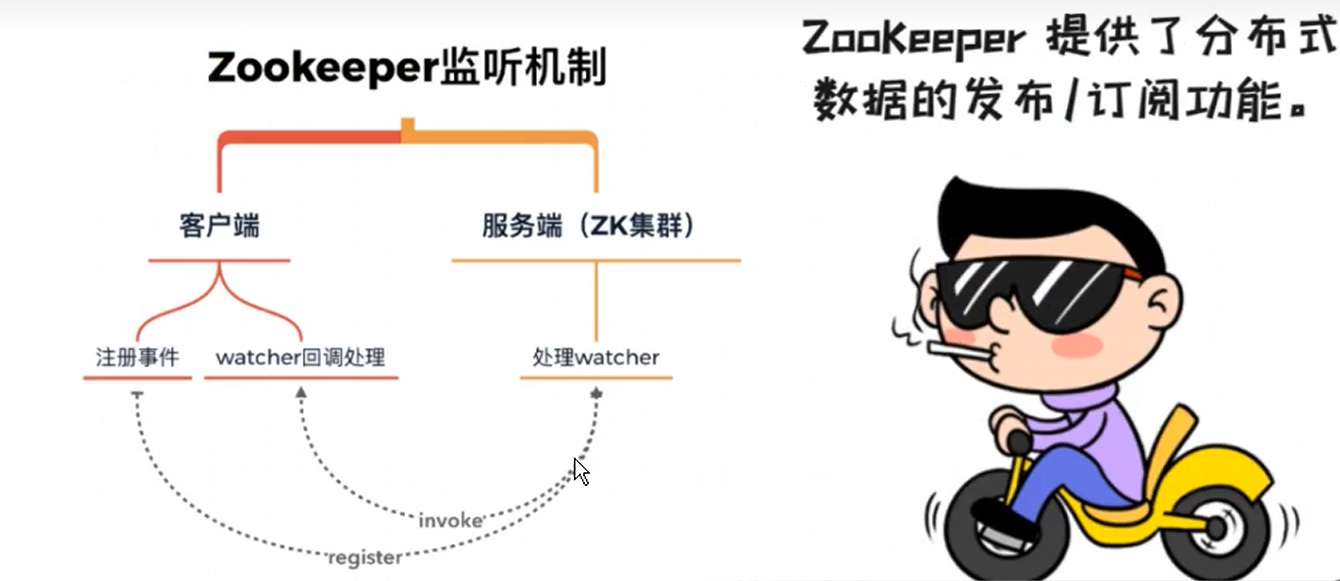 Zookeeper监听机制
ZooKeeper 提供了分布式
数据的发布/订阅功能。
客户端
服务端（ZK集群）
注册事件
watcher回调处理
处理watcher
invoke
register